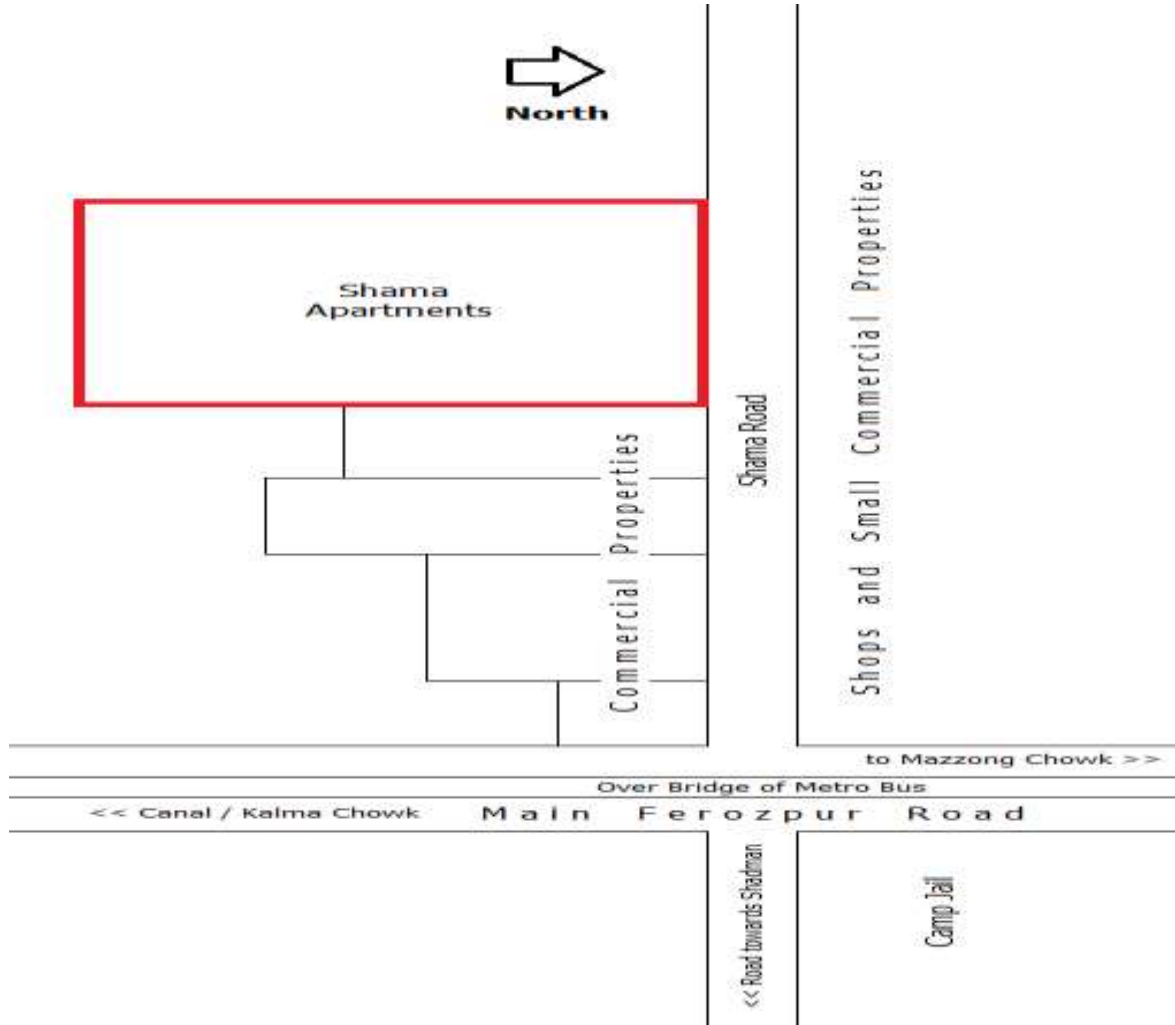 North
Shama
Apartments
Shama Road
Commercial Properties
Shops and Small Commercial Properties
to Mazzong Chowk >>
Over Bridge of Metro Bus
<< Canal / Kalma Chowk
Main Ferozpur Road
<< Road towards Shadman
Camp Jail